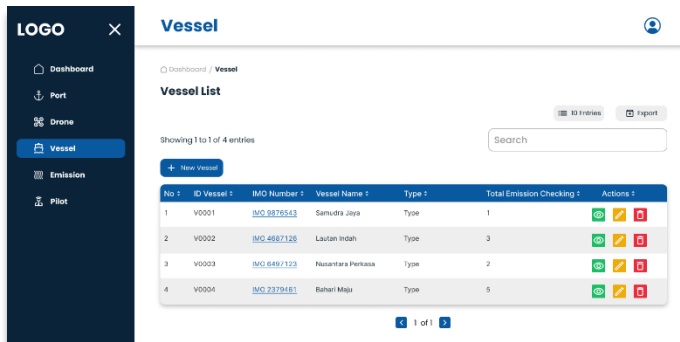 LOGO
Vessel
Dashboard
Port
Drone
Vessel
Emission
Pilot
Dashboard / Vessel
Vessel List
10 Entries Export
Showing 1 to 1 of 4 entries
Search
+ New Vessel
No ID Vessel IMO Number Vessel Name Type Total Emission Checking Actions
1 V0001 IMO 9876543 Samudra Jaya Type 1
2 V0002 IMO 4687126 Lautan Indah Type 3
3 V0003 IMO 6497123 Nusantara Perkasa Type 2
4 V0004 IMO 2379461 Bahari Maju Type 5
1 of 1